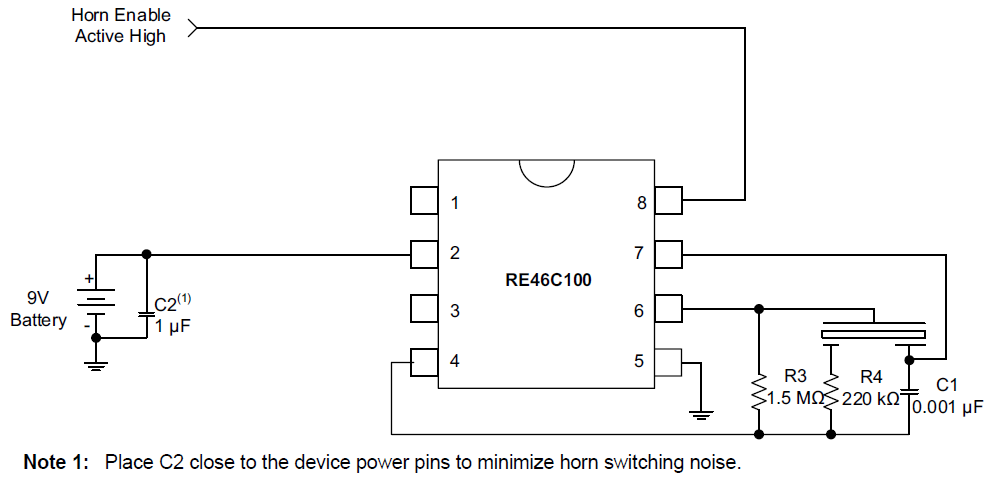 Horn Enable
Active High
1
8
2
7
RE46C100
3
6
4
5
+
9V
Battery
-
C2(1)
1 µF
R3
1.5 MΩ
R4
220 kΩ
C1
0.001 µF
Note 1: Place C2 close to the device power pins to minimize horn switching noise.